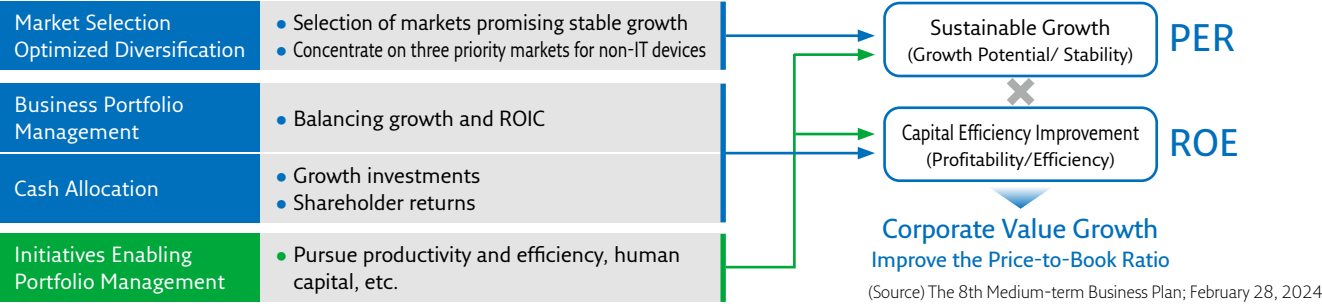 Market Selection
Optimized Diversification
● Selection of markets promising stable growth
● Concentrate on three priority markets for non-IT devices
Business Portfolio
Management
● Balancing growth and ROIC
Cash Allocation
● Growth investments
● Shareholder returns
Initiatives Enabling
Portfolio Management
● Pursue productivity and efficiency, human
capital, etc.
Sustainable Growth
(Growth Potential/ Stability)
PER
Capital Efficiency Improvement
(Profitability/Efficiency)
ROE
Corporate Value Growth
Improve the Price-to-Book Ratio
(Source) The 8th Medium-term Business Plan; February 28, 2024